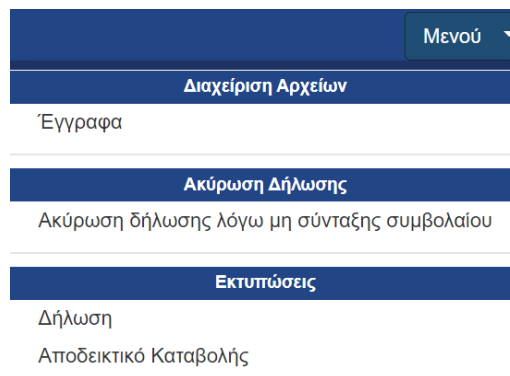 Μενού
Διαχείριση Αρχείων
Έγγραφα
Ακύρωση Δήλωσης
Ακύρωση δήλωσης λόγω μη σύνταξης συμβολαίου
Εκτυπώσεις
Δήλωση
Αποδεικτικό Καταβολής